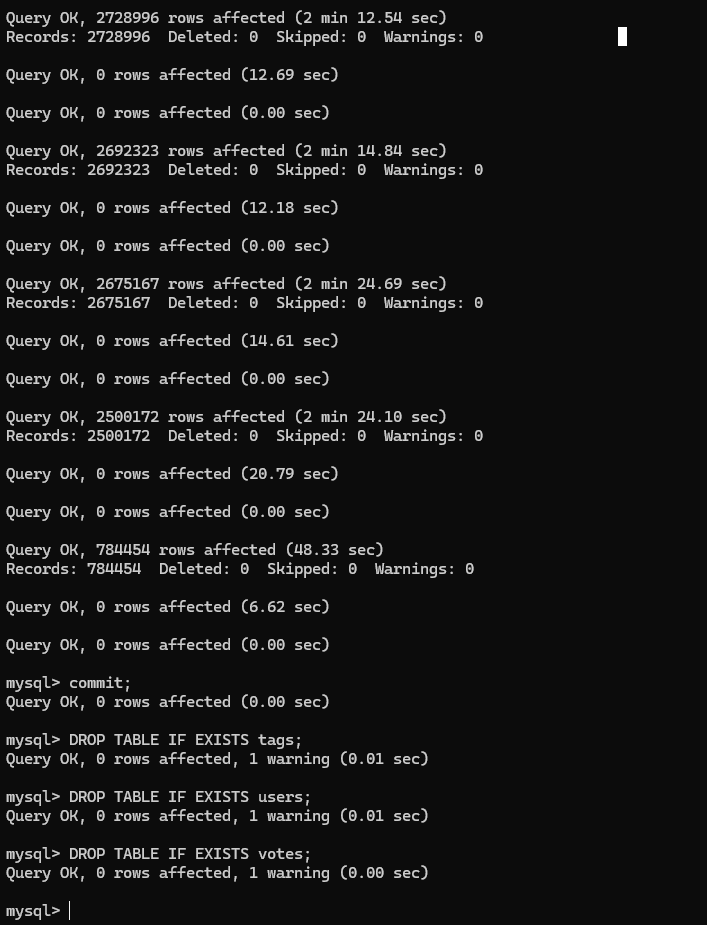 Query OK, 2728996 rows affected (2 min 12.54 sec)
Records: 2728996  Deleted: 0  Skipped: 0  Warnings: 0
Query OK, 0 rows affected (12.69 sec)
Query OK, 0 rows affected (0.00 sec)
Query OK, 2692323 rows affected (2 min 14.84 sec)
Records: 2692323  Deleted: 0  Skipped: 0  Warnings: 0
Query OK, 0 rows affected (12.18 sec)
Query OK, 0 rows affected (0.00 sec)
Query OK, 2675167 rows affected (2 min 24.69 sec)
Records: 2675167  Deleted: 0  Skipped: 0  Warnings: 0
Query OK, 0 rows affected (14.61 sec)
Query OK, 0 rows affected (0.00 sec)
Query OK, 2500172 rows affected (2 min 24.10 sec)
Records: 2500172  Deleted: 0  Skipped: 0  Warnings: 0
Query OK, 0 rows affected (20.79 sec)
Query OK, 0 rows affected (0.00 sec)
Query OK, 784454 rows affected (48.33 sec)
Records: 784454  Deleted: 0  Skipped: 0  Warnings: 0
Query OK, 0 rows affected (6.62 sec)
Query OK, 0 rows affected (0.00 sec)
mysql> commit;
Query OK, 0 rows affected (0.00 sec)
mysql> DROP TABLE IF EXISTS tags;
Query OK, 0 rows affected, 1 warning (0.01 sec)
mysql> DROP TABLE IF EXISTS users;
Query OK, 0 rows affected, 1 warning (0.01 sec)
mysql> DROP TABLE IF EXISTS votes;
Query OK, 0 rows affected, 1 warning (0.00 sec)
mysql>